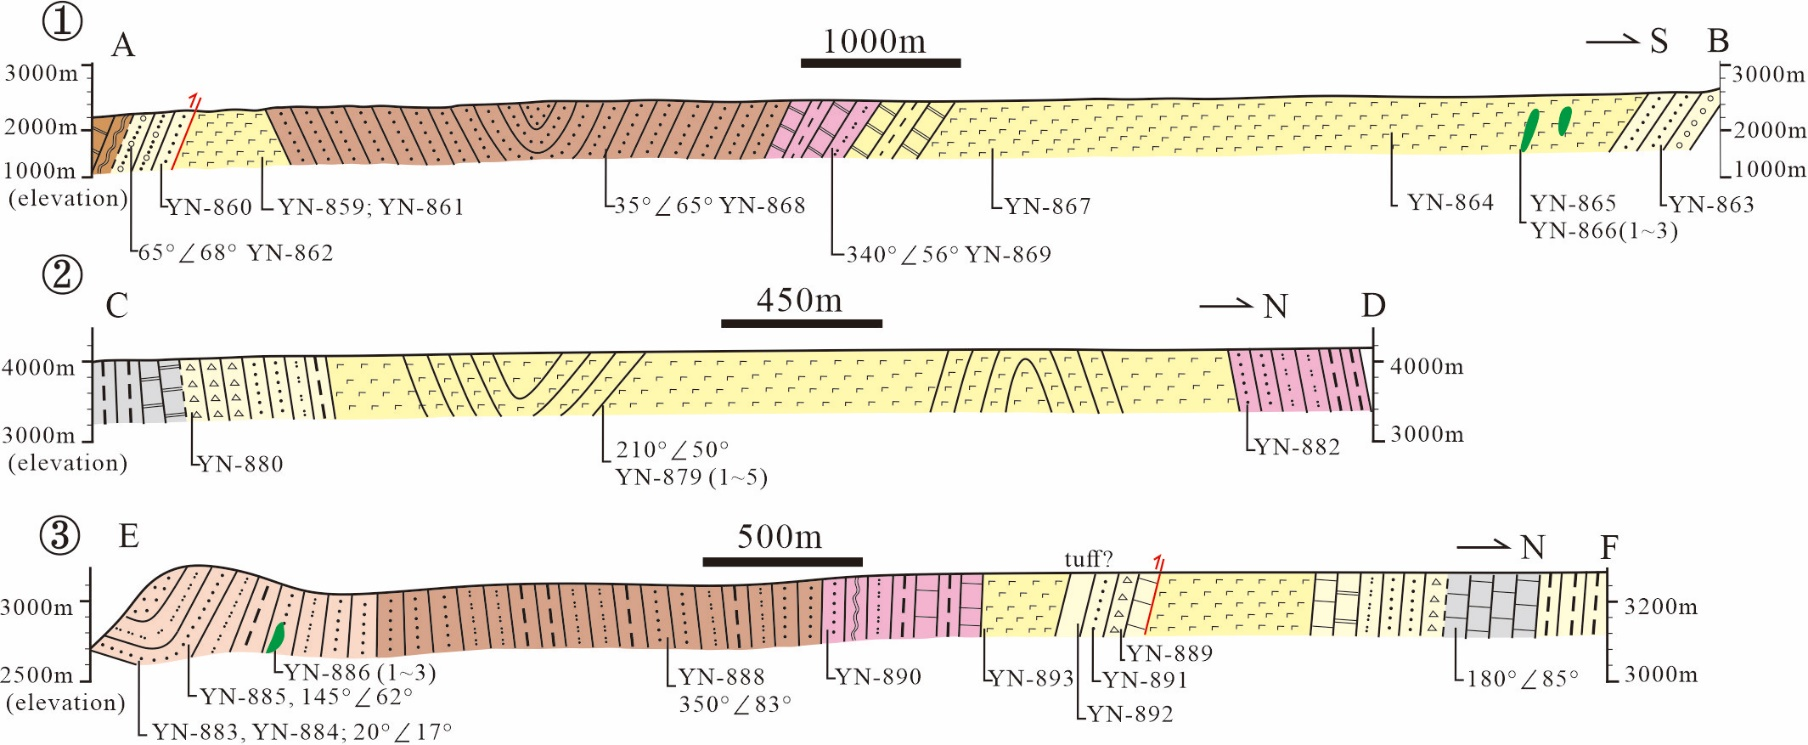 ①
A
1000m
S
B
3000m
3000m
2000m
2000m
1000m
1000m
(elevation)
YN-860
YN-859; YN-861
35°∠65° YN-868
YN-867
YN-864
YN-865
YN-866(1~3)
YN-863
65°∠68° YN-862
340°∠56° YN-869
②
C
450m
N
D
4000m
4000m
3000m
3000m
(elevation)
YN-880
210°∠50°
YN-879 (1~5)
YN-882
③
E
500m
tuff?
N
F
3000m
3200m
2500m
3000m
(elevation)
YN-886 (1~3)
YN-885, 145°∠62°
YN-883, YN-884; 20°∠17°
YN-888
350°∠83°
YN-890
YN-893
YN-889
YN-891
YN-892
180°∠85°